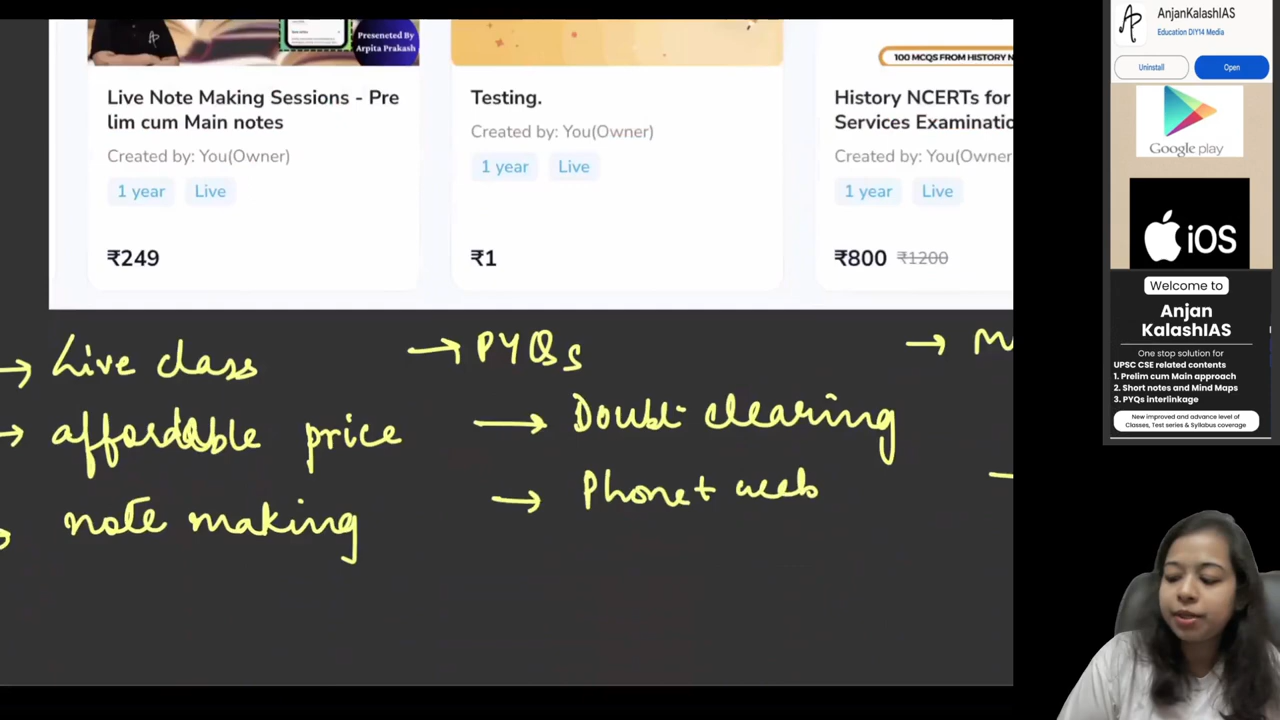 Preseneted By
Arpita Prakash
Live Note Making Sessions - Pre
lim cum Main notes
Created by: You(Owner)
1 year Live
₹249
Testing.
Created by: You(Owner)
1 year Live
₹1
100 MCQS FROM HISTORY N
History NCERTs for
Services Examinatio
Created by: You(Owner
1 year Live
₹800 ₹1200
→ Live class
→ affordable price
note making
→ PYQs
→ Doubt clearing
→ Phone + web
→ M
AnjanKalashIAS
Education DIY14 Media
Uninstall Open
Google play
iOS
Welcome to
Anjan
KalashIAS
One stop solution for
UPSC CSE related contents
1. Prelim cum Main approach
2. Short notes and Mind Maps
3. PYQs interlinkage
New improved and advance level of
Classes, Test series & Syllabus coverage